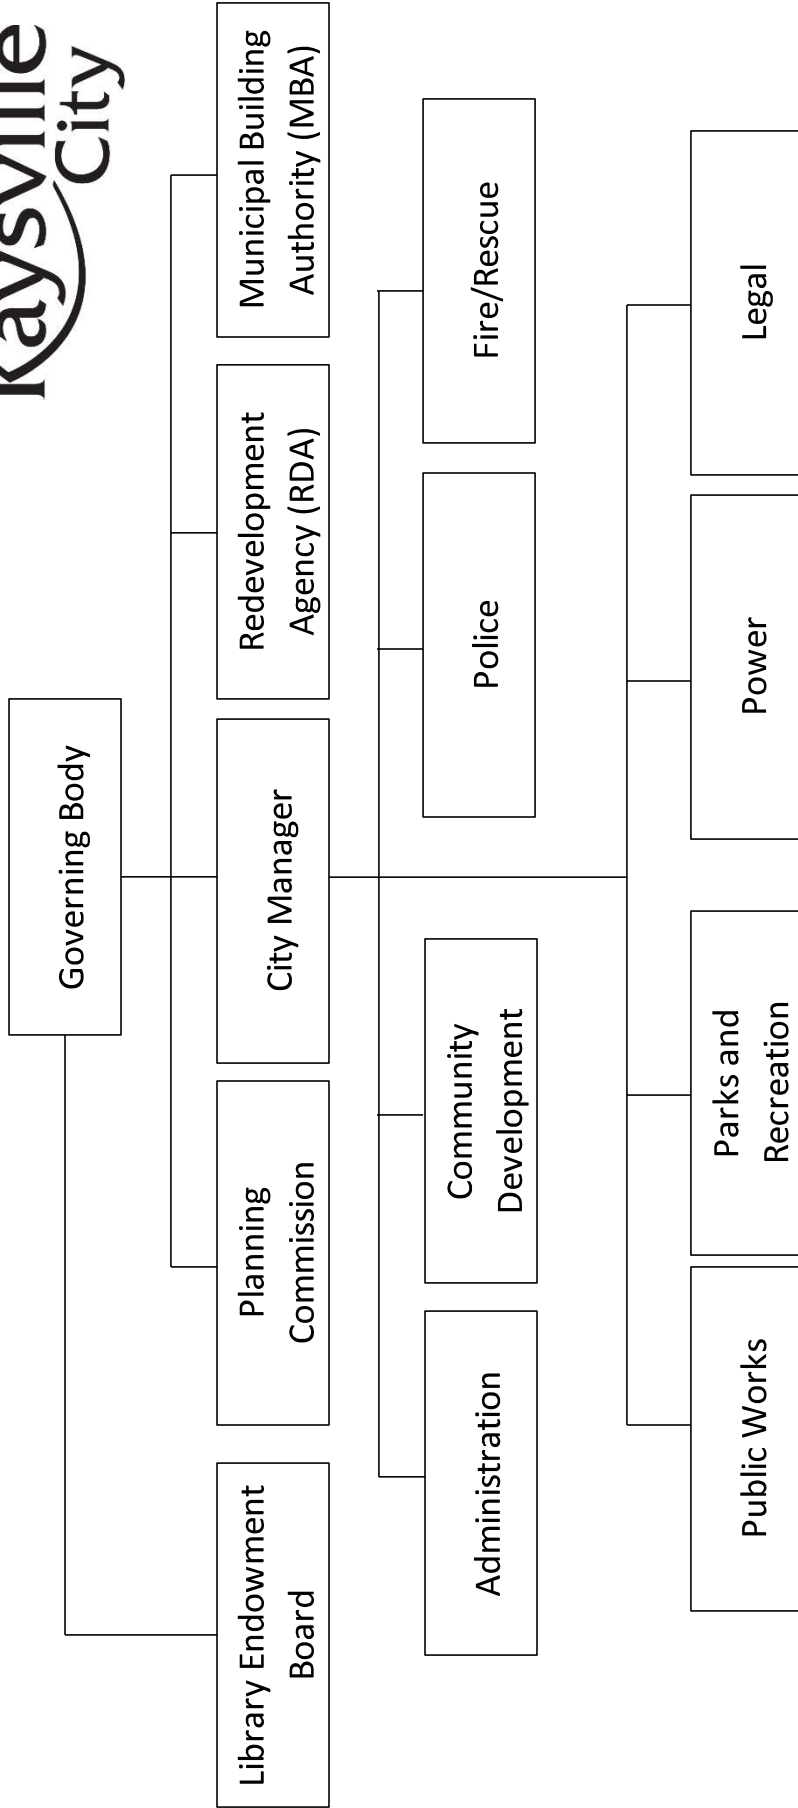 Kaysville
City
Governing Body
Library Endowment
Board
Planning
Commission
City Manager
Redevelopment
Agency (RDA)
Municipal Building
Authority (MBA)
Administration
Community
Development
Police
Fire/Rescue
Public Works
Parks and
Recreation
Power
Legal